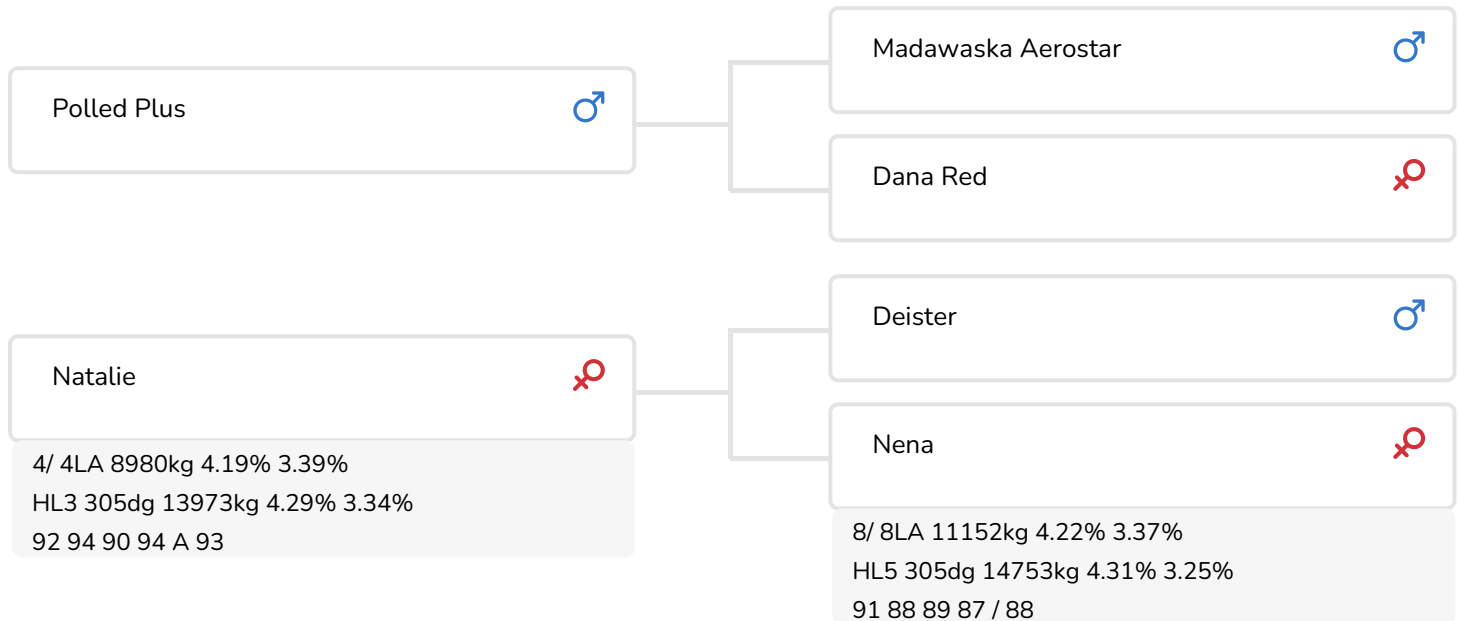 Polled Plus
Madawaska Aerostar
Dana Red
Natalie
4/ 4LA 8980kg 4.19% 3.39%
HL3 305dg 13973kg 4.29% 3.34%
92 94 90 94 A 93
Deister
Nena
8/ 8LA 11152kg 4.22% 3.37%
HL5 305dg 14753kg 4.31% 3.25%
91 88 89 87 / 88